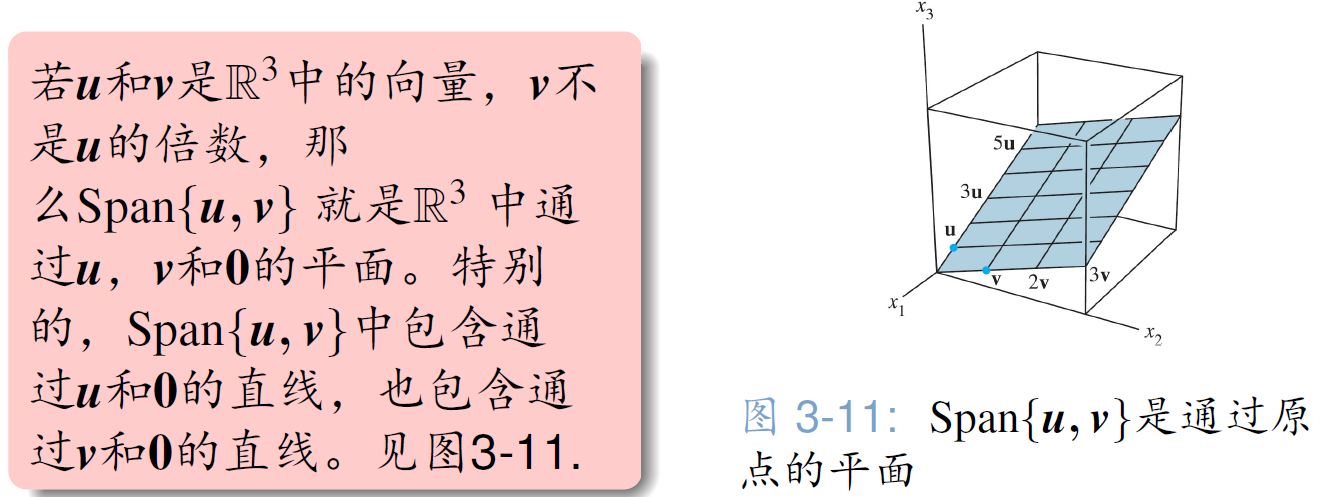 若u和v是ℝ³中的向量，v不
是u的倍数，那
么Span{u, v} 就是ℝ³ 中通
过u，v和0的平面。特别
的，Span{u, v}中包含通
过u和0的直线，也包含通
过v和0的直线。见图3-11.
x₃
5u
3u
u
v
2v
3v
x₁
x₂
图 3-11: Span{u, v}是通过原
点的平面